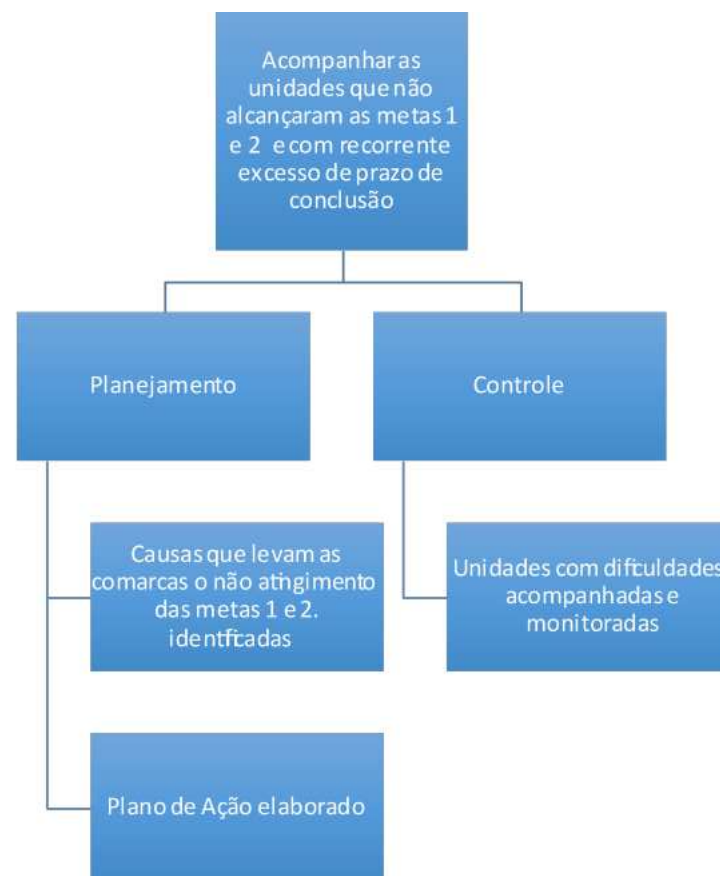 Acompanhar as
unidades que não
alcançaram as metas 1
e 2 e com recorrente
excesso de prazo de
conclusão
Planejamento
Controle
Causas que levam as
comarcas o não atingimento
das metas 1 e 2.
identificadas
Unidades com dificuldades
acompanhadas e
monitoradas
Plano de Ação elaborado